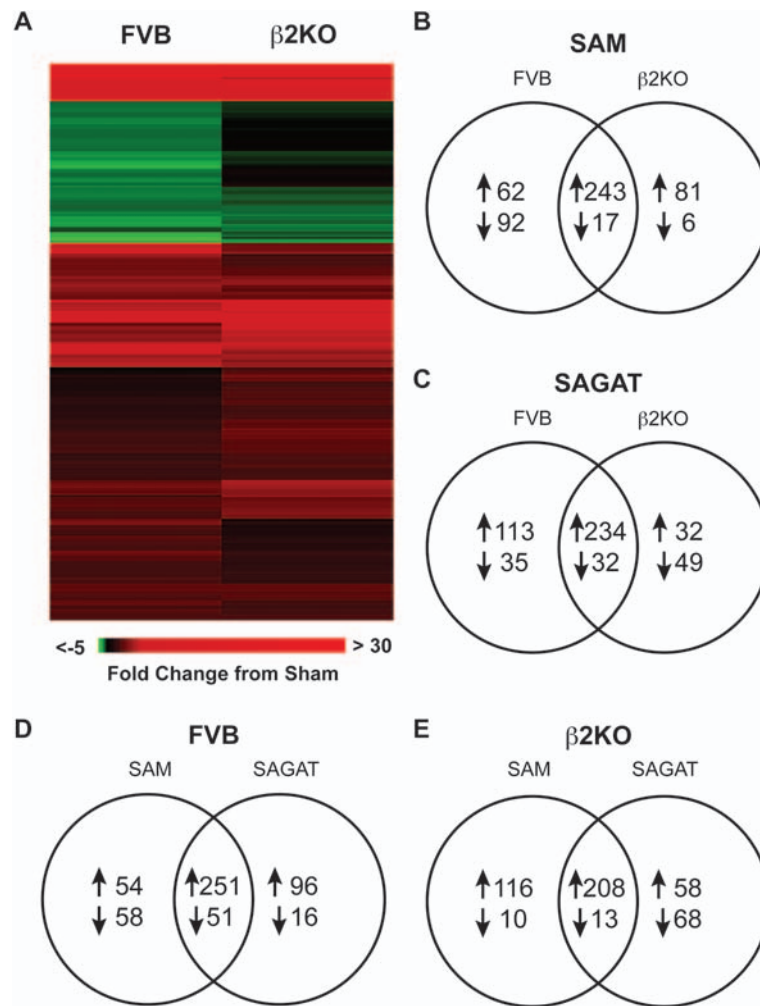 A
FVB β2KO
<-5 > 30
Fold Change from Sham
B
SAM
FVB β2KO
↑ 62 ↑243 ↑ 81
↓ 92 ↓ 17 ↓ 6
C
SAGAT
FVB β2KO
↑113 ↑234 ↑ 32
↓ 35 ↓ 32 ↓ 49
D
FVB
SAM SAGAT
↑ 54 ↑251 ↑ 96
↓ 58 ↓ 51 ↓ 16
E
β2KO
SAM SAGAT
↑116 ↑208 ↑ 58
↓ 10 ↓ 13 ↓ 68